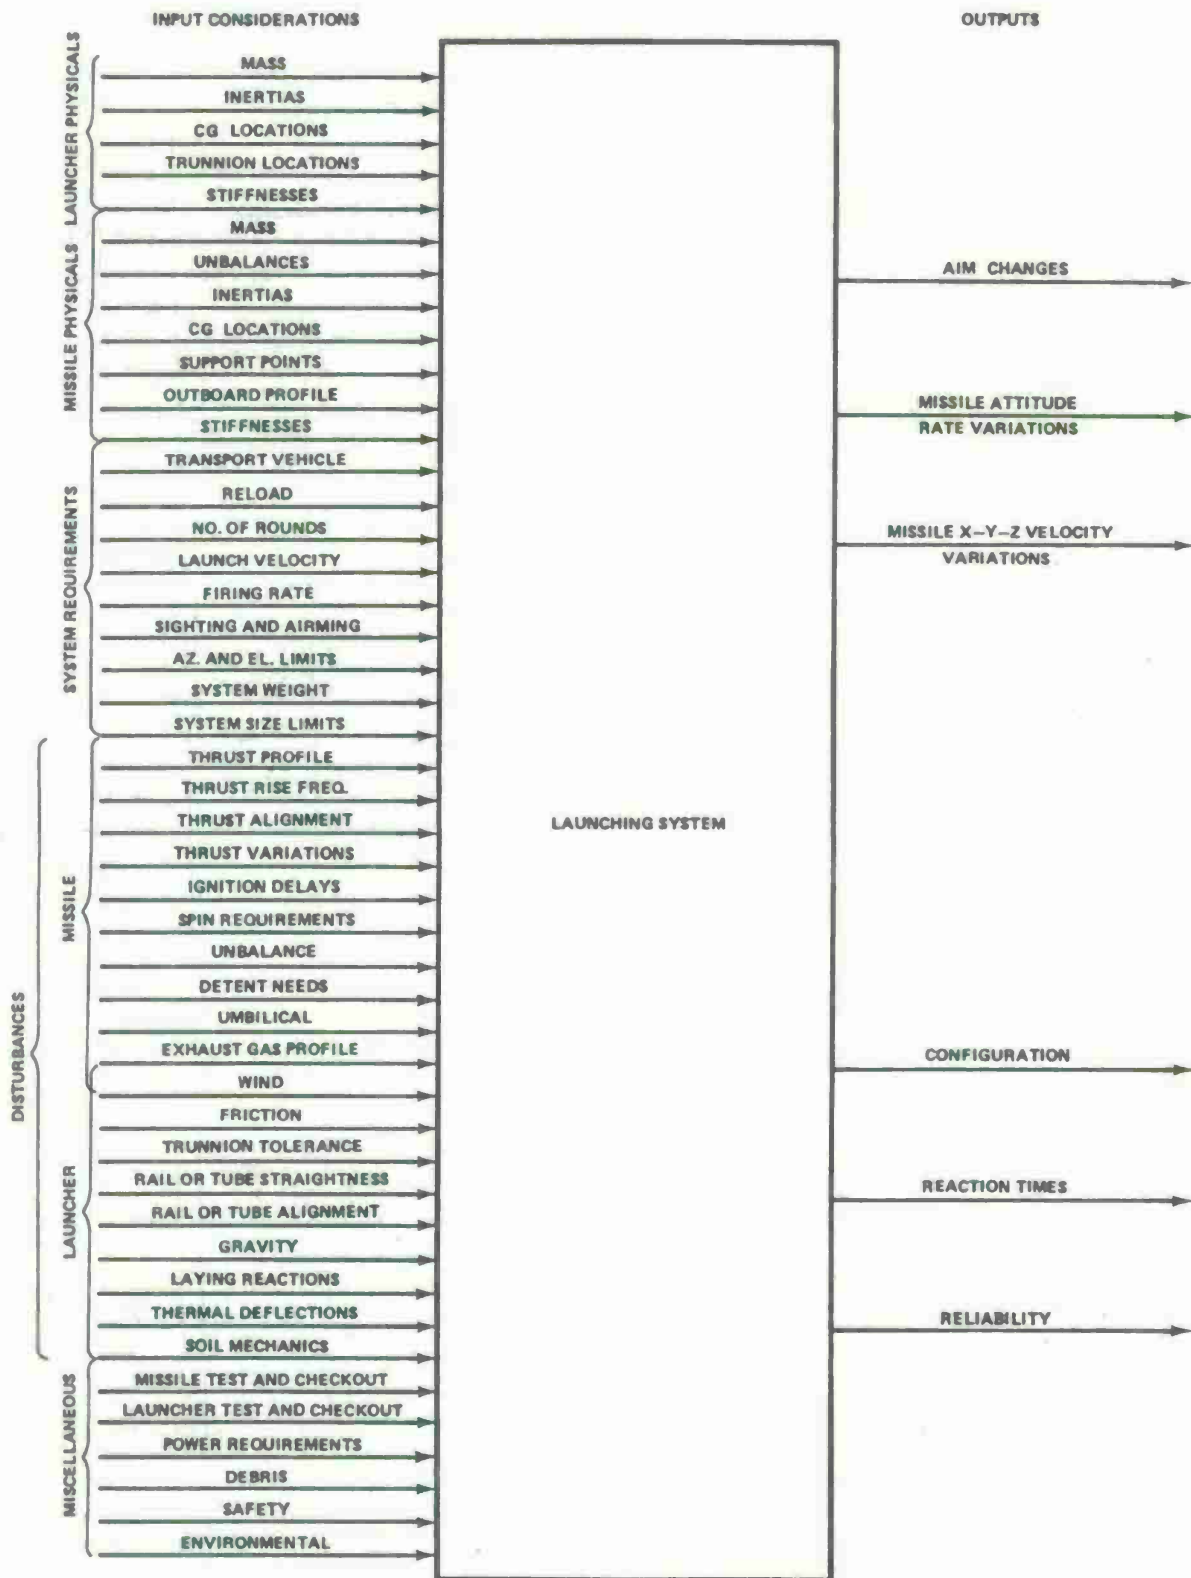 INPUT CONSIDERATIONS
OUTPUTS
LAUNCHER PHYSICALS
MASS
INERTIAS
CG LOCATIONS
TRUNNION LOCATIONS
STIFFNESSES
MISSILE PHYSICALS
MASS
UNBALANCES
INERTIAS
CG LOCATIONS
SUPPORT POINTS
OUTBOARD PROFILE
STIFFNESSES
SYSTEM REQUIREMENTS
TRANSPORT VEHICLE
RELOAD
NO. OF ROUNDS
LAUNCH VELOCITY
FIRING RATE
SIGHTING AND AIRMING
AZ. AND EL. LIMITS
SYSTEM WEIGHT
SYSTEM SIZE LIMITS
DISTURBANCES
MISSILE
THRUST PROFILE
THRUST RISE FREQ.
THRUST ALIGNMENT
THRUST VARIATIONS
IGNITION DELAYS
SPIN REQUIREMENTS
UNBALANCE
DETENT NEEDS
UMBILICAL
EXHAUST GAS PROFILE
WIND
LAUNCHER
FRICTION
TRUNNION TOLERANCE
RAIL OR TUBE STRAIGHTNESS
RAIL OR TUBE ALIGNMENT
GRAVITY
LAYING REACTIONS
THERMAL DEFLECTIONS
SOIL MECHANICS
MISCELLANEOUS
MISSILE TEST AND CHECKOUT
LAUNCHER TEST AND CHECKOUT
POWER REQUIREMENTS
DEBRIS
SAFETY
ENVIRONMENTAL
LAUNCHING SYSTEM
AIM CHANGES
MISSILE ATTITUDE
RATE VARIATIONS
MISSILE X-Y-Z VELOCITY
VARIATIONS
CONFIGURATION
REACTION TIMES
RELIABILITY